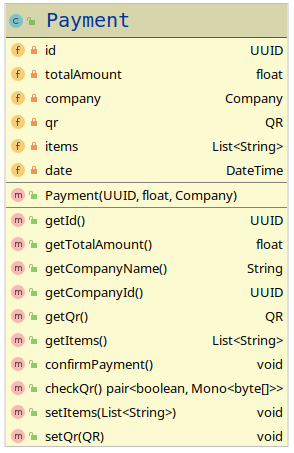 C Payment
f id UUID
f totalAmount float
f company Company
f qr QR
f items List<String>
f date DateTime
m Payment(UUID, float, Company)
m getId() UUID
m getTotalAmount() float
m getCompanyName() String
m getCompanyId() UUID
m getQr() QR
m getItems() List<String>
m confirmPayment() void
m checkQr() pair<boolean, Mono<byte[]>>
m setItems(List<String>) void
m setQr(QR) void